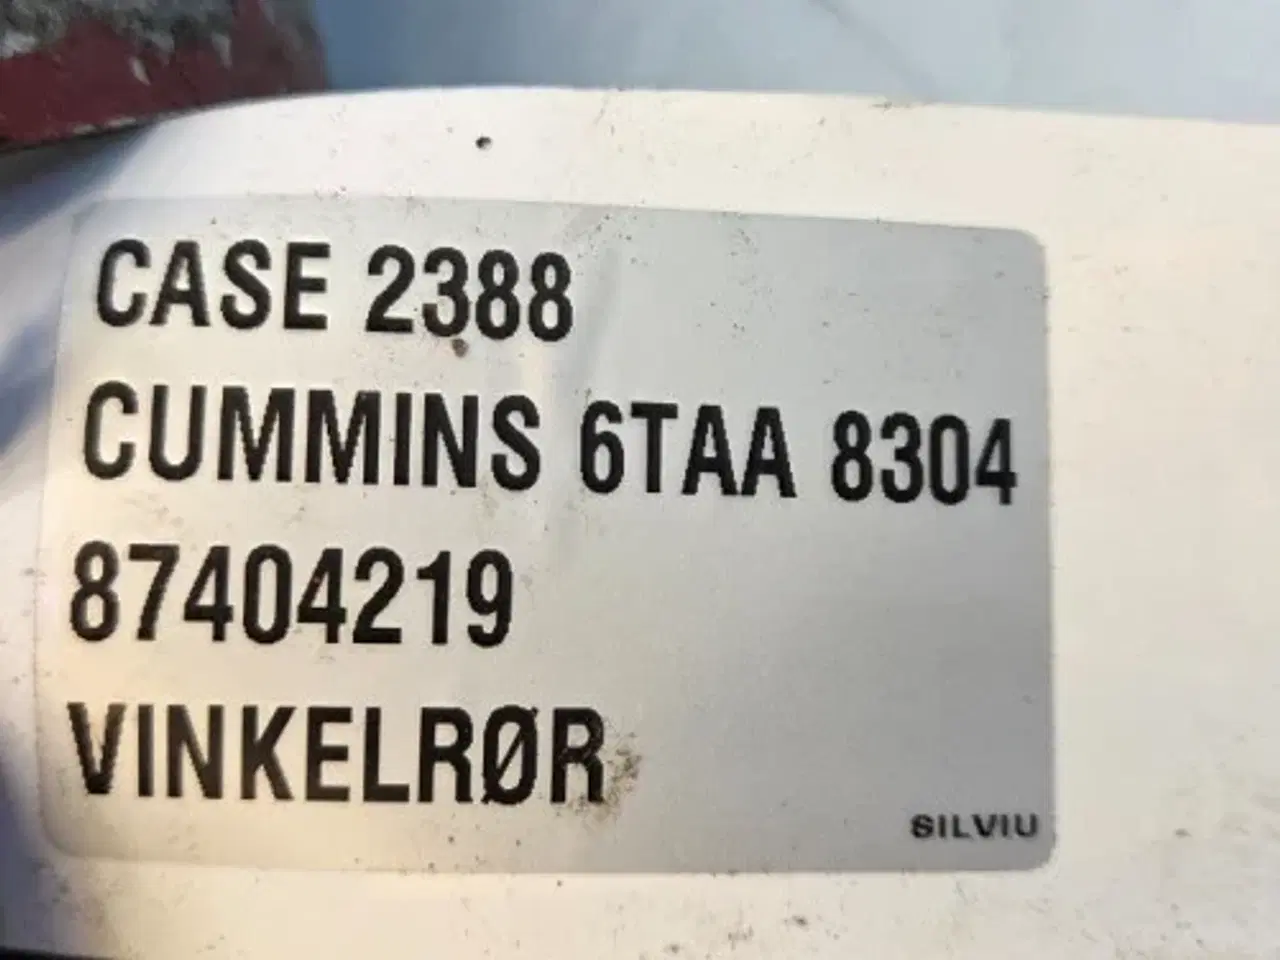 CASE 2388
CUMMINS 6TAA 8304
87404219
VINKELRØR
SILVIU